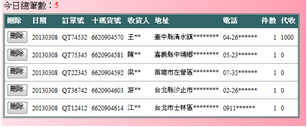 今日總筆數：5
刪除 日期 訂單號 十碼貨號 收貨人 地址 電話 件數 代收
刪除 20130308 QT74532 6620904570 王** 臺中縣清水鎮******** 04-26****** 1 1000
刪除 20130308 QT75345 6620904581 陳** 嘉義縣中埔鄉******** 05-23****** 1 0
刪除 20130308 QT22345 6620904592 梁** 高雄市左營區******** 07-35****** 1 0
刪除 20130308 QT36742 6620904603 游** 台北縣汐止市******** 02-26****** 1 0
刪除 20130308 QT12410 6620904614 江** 台北市士林區******** 0911****** 1 0